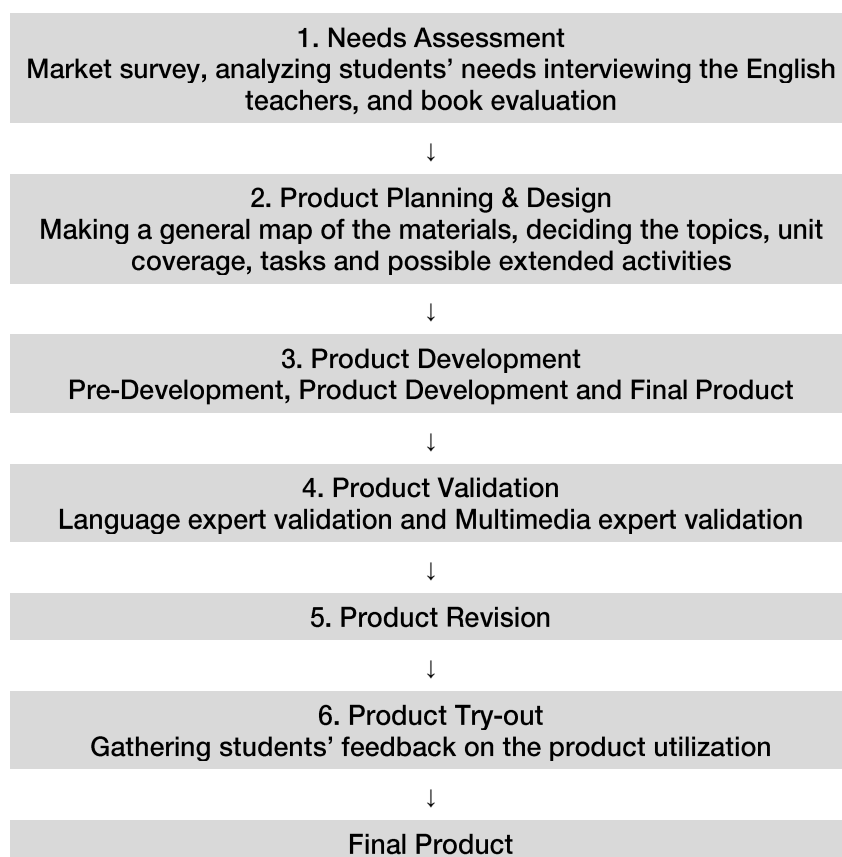 1. Needs Assessment
Market survey, analyzing students’ needs interviewing the English
teachers, and book evaluation
↓
2. Product Planning & Design
Making a general map of the materials, deciding the topics, unit
coverage, tasks and possible extended activities
↓
3. Product Development
Pre-Development, Product Development and Final Product
↓
4. Product Validation
Language expert validation and Multimedia expert validation
↓
5. Product Revision
↓
6. Product Try-out
Gathering students’ feedback on the product utilization
↓
Final Product